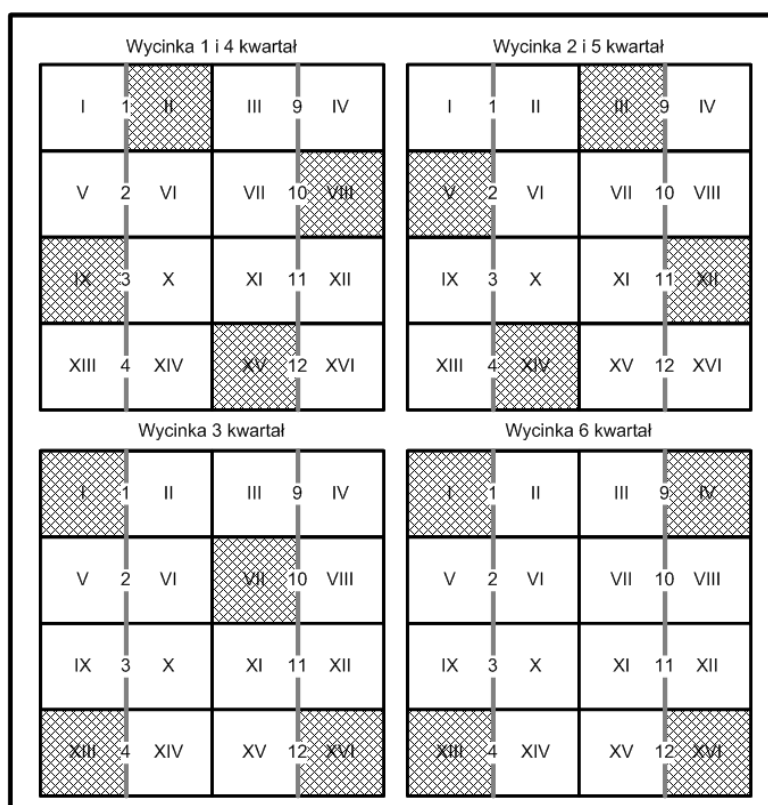 Wycinka 1 i 4 kwartał
I 1 II III 9 IV
V 2 VI VII 10 VIII
IX 3 X XI 11 XII
XIII 4 XIV XV 12 XVI
Wycinka 2 i 5 kwartał
I 1 II III 9 IV
V 2 VI VII 10 VIII
IX 3 X XI 11 XII
XIII 4 XIV XV 12 XVI
Wycinka 3 kwartał
I 1 II III 9 IV
V 2 VI VII 10 VIII
IX 3 X XI 11 XII
XIII 4 XIV XV 12 XVI
Wycinka 6 kwartał
I 1 II III 9 IV
V 2 VI VII 10 VIII
IX 3 X XI 11 XII
XIII 4 XIV XV 12 XVI